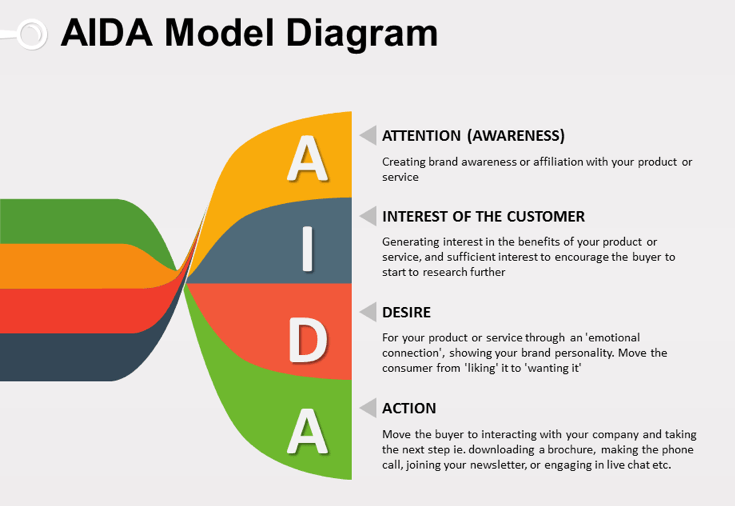 AIDA Model Diagram
A
ATTENTION (AWARENESS)
Creating brand awareness or affiliation with your product or
service
I
INTEREST OF THE CUSTOMER
Generating interest in the benefits of your product or
service, and sufficient interest to encourage the buyer to
start to research further
D
DESIRE
For your product or service through an 'emotional
connection', showing your brand personality. Move the
consumer from 'liking' it to 'wanting it'
A
ACTION
Move the buyer to interacting with your company and taking
the next step ie. downloading a brochure, making the phone
call, joining your newsletter, or engaging in live chat etc.